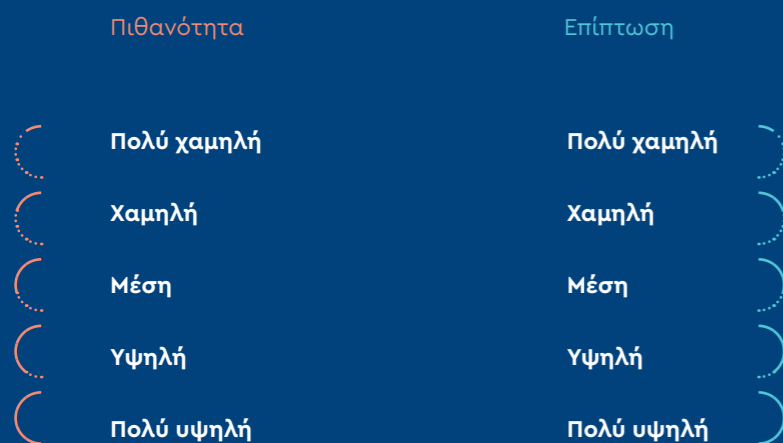 Πιθανότητα Επίπτωση
Πολύ χαμηλή Πολύ χαμηλή
Χαμηλή Χαμηλή
Μέση Μέση
Υψηλή Υψηλή
Πολύ υψηλή Πολύ υψηλή